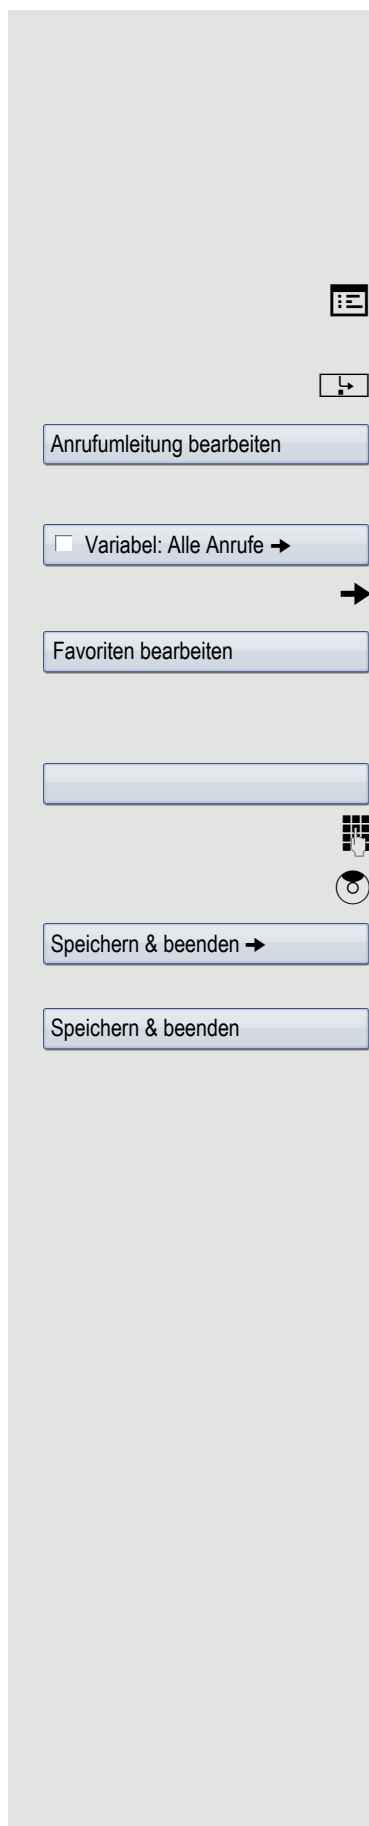 Anrufumleitung bearbeiten
Variabel: Alle Anrufe →
Favoriten bearbeiten
Speichern & beenden →
Speichern & beenden